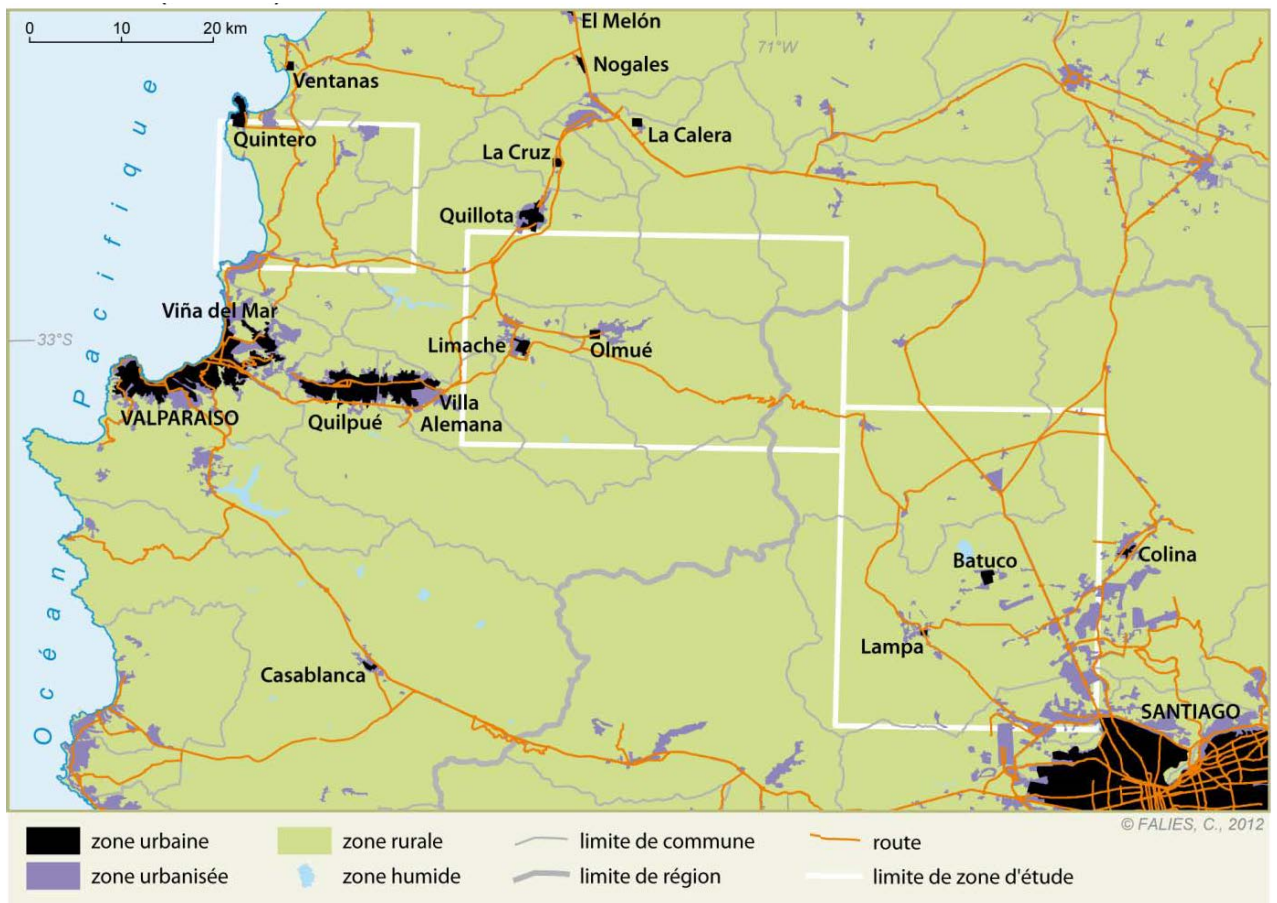 0 10 20 km
El Melón
71°W
Nogales
Ventanas
Quintero
La Calera
La Cruz
Quillota
Océan Pacifique
Viña del Mar
33°S
Limache
Olmué
VALPARAISO
Quilpué
Villa
Alemana
Batuco
Colina
Lampa
Casablanca
SANTIAGO
© FALIES, C., 2012
zone urbaine
zone rurale
limite de commune
route
zone urbanisée
zone humide
limite de région
limite de zone d'étude